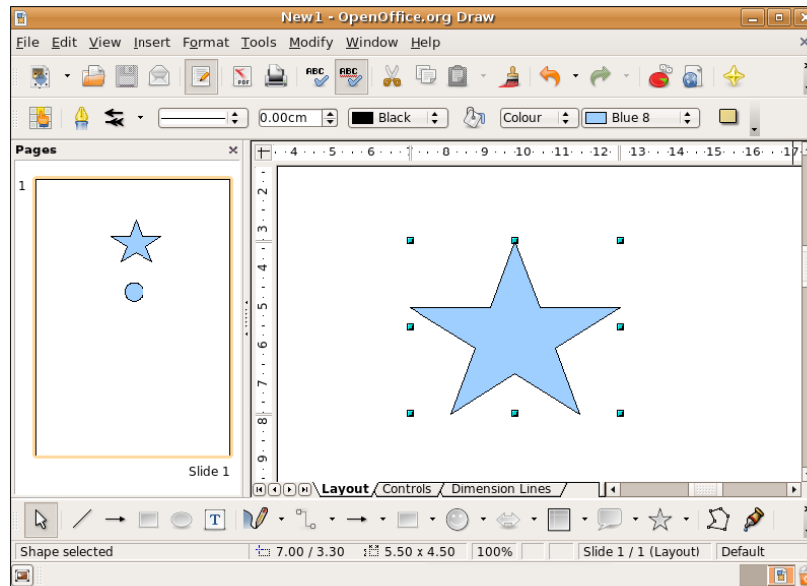 New1 - OpenOffice.org Draw
File Edit View Insert Format Tools Modify Window Help
PDF ABC ABC
0.00cm Black Colour Blue 8
Pages
4 5 6 7 8 9 10 11 12 13 14 15 16 17
1
2
3
4
5
6
7
8
9
Slide 1
Layout Controls Dimension Lines
T
Shape selected 7.00 / 3.30 5.50 x 4.50 100% Slide 1 / 1 (Layout) Default